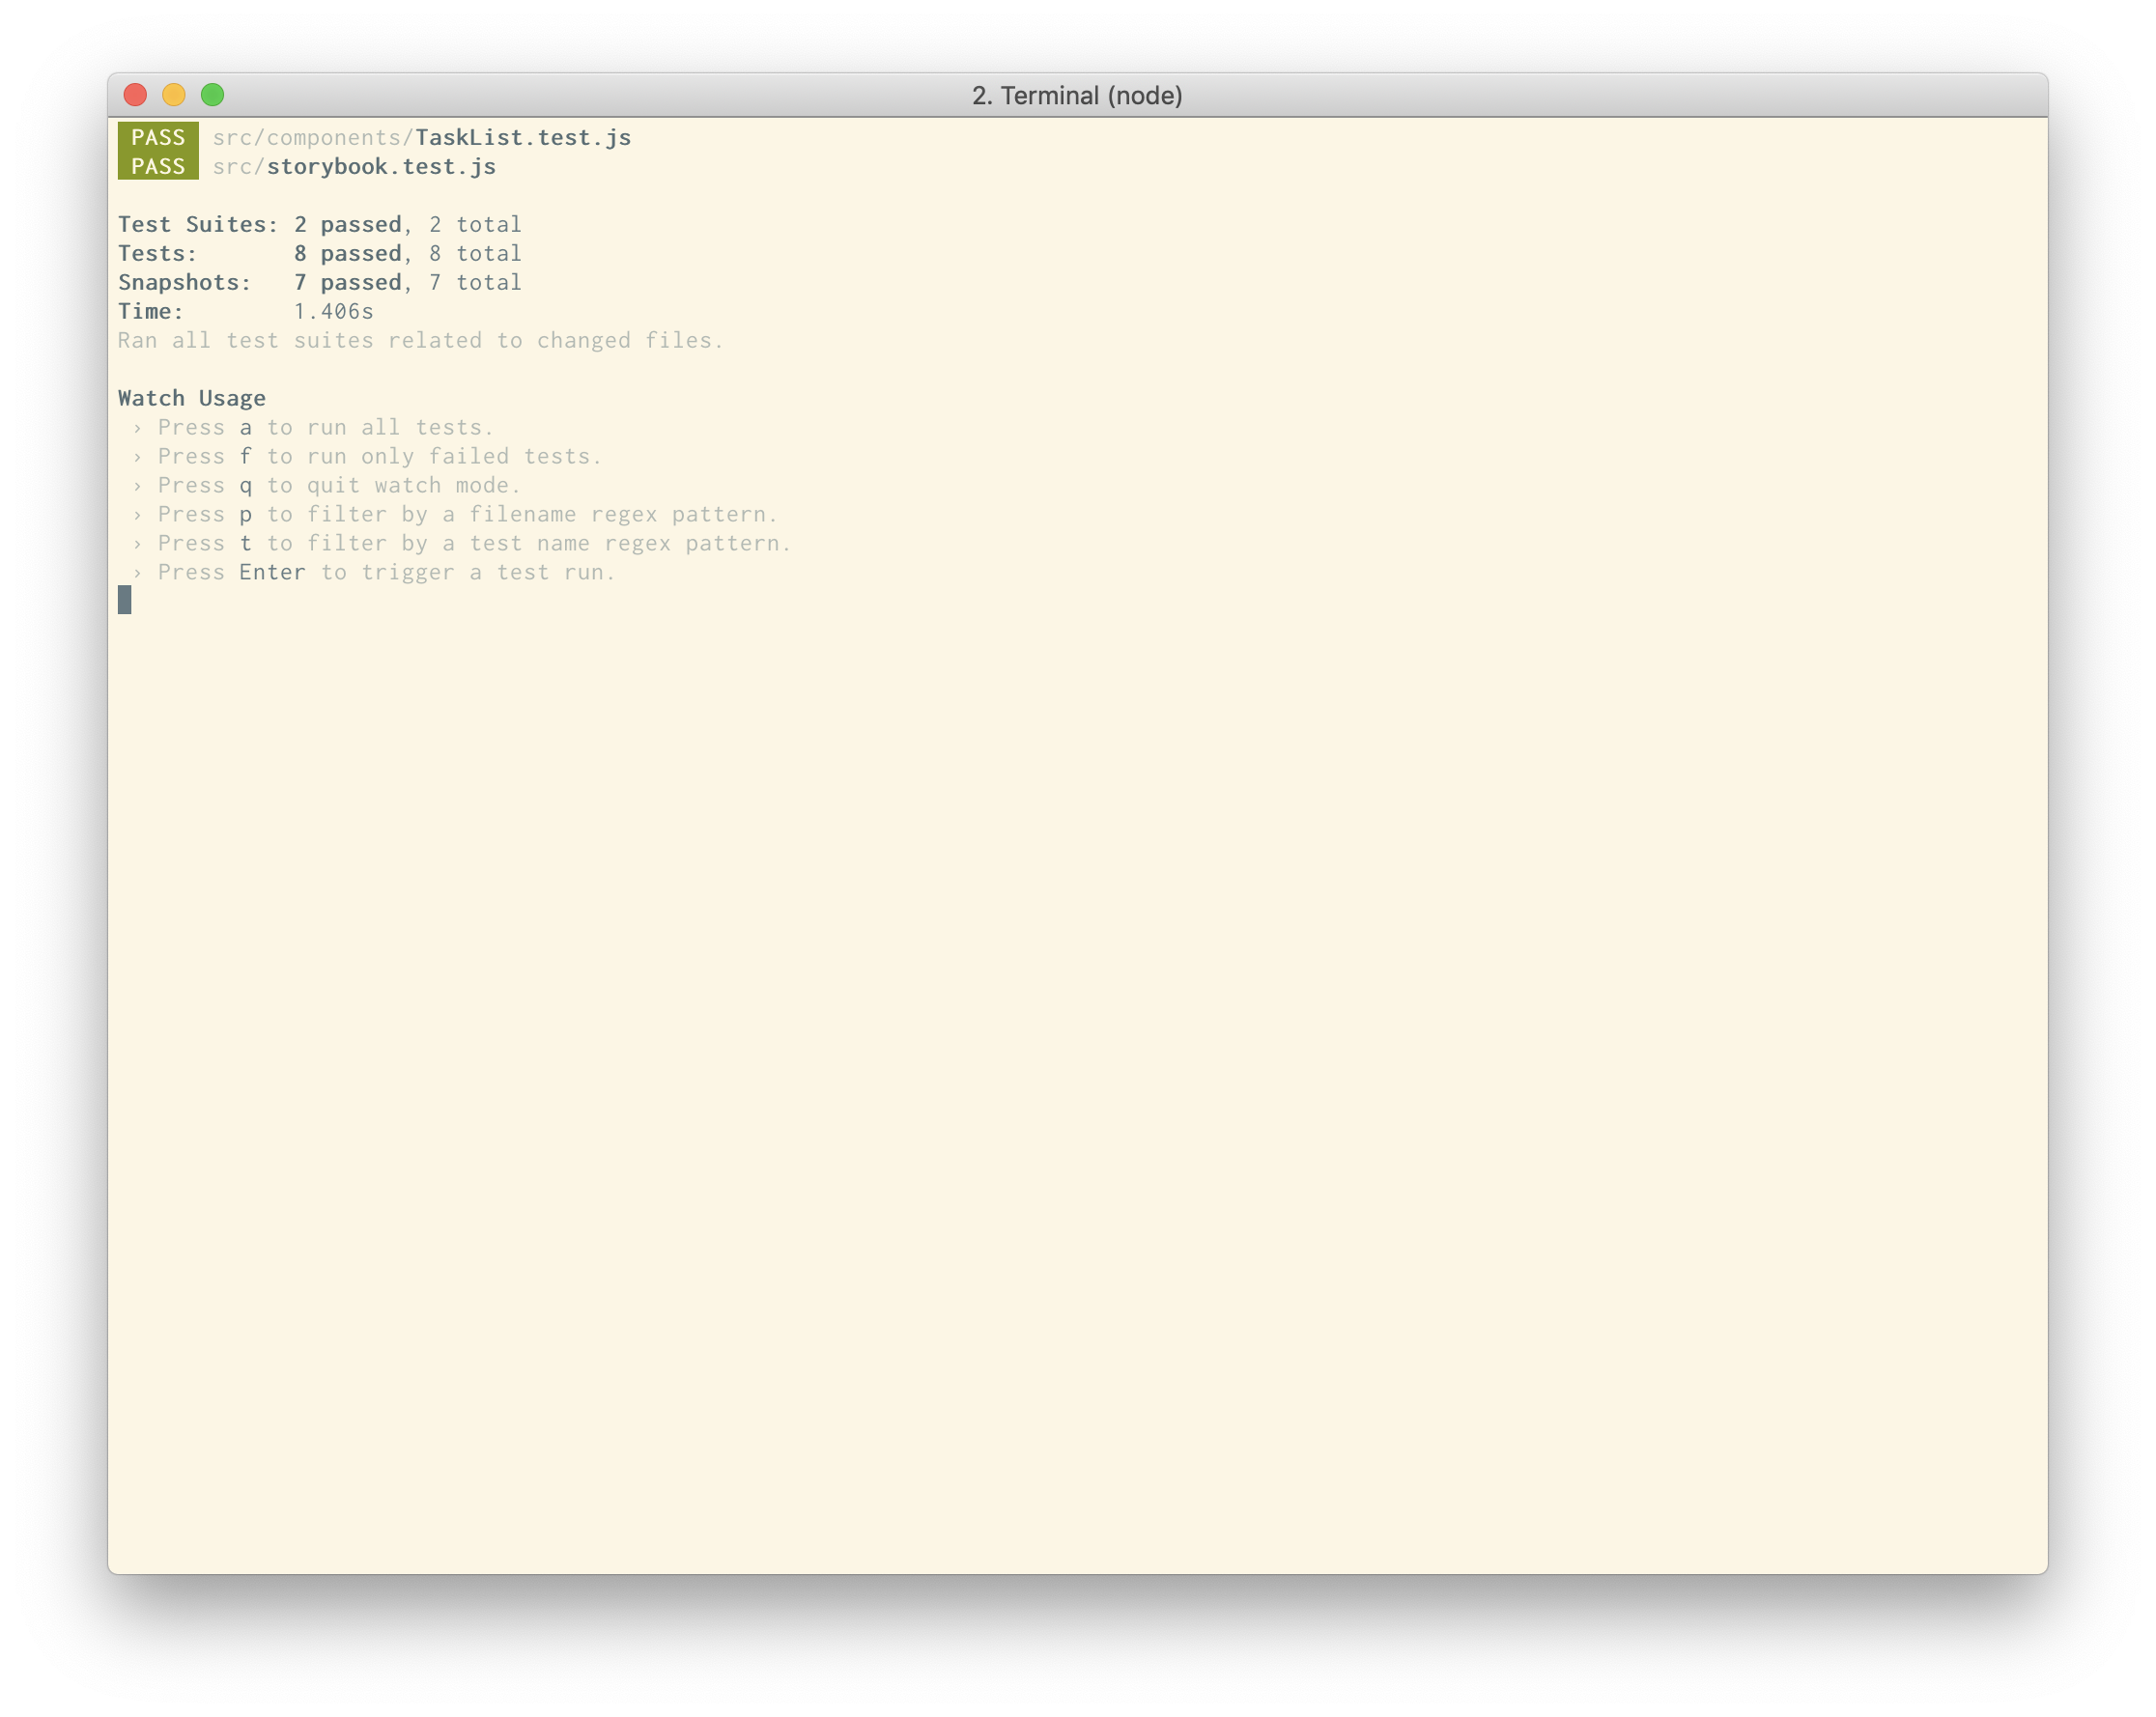 2. Terminal (node)
PASS src/components/TaskList.test.js
PASS src/storybook.test.js
Test Suites: 2 passed, 2 total
Tests: 8 passed, 8 total
Snapshots: 7 passed, 7 total
Time: 1.406s
Ran all test suites related to changed files.
Watch Usage
› Press a to run all tests.
› Press f to run only failed tests.
› Press q to quit watch mode.
› Press p to filter by a filename regex pattern.
› Press t to filter by a test name regex pattern.
› Press Enter to trigger a test run.